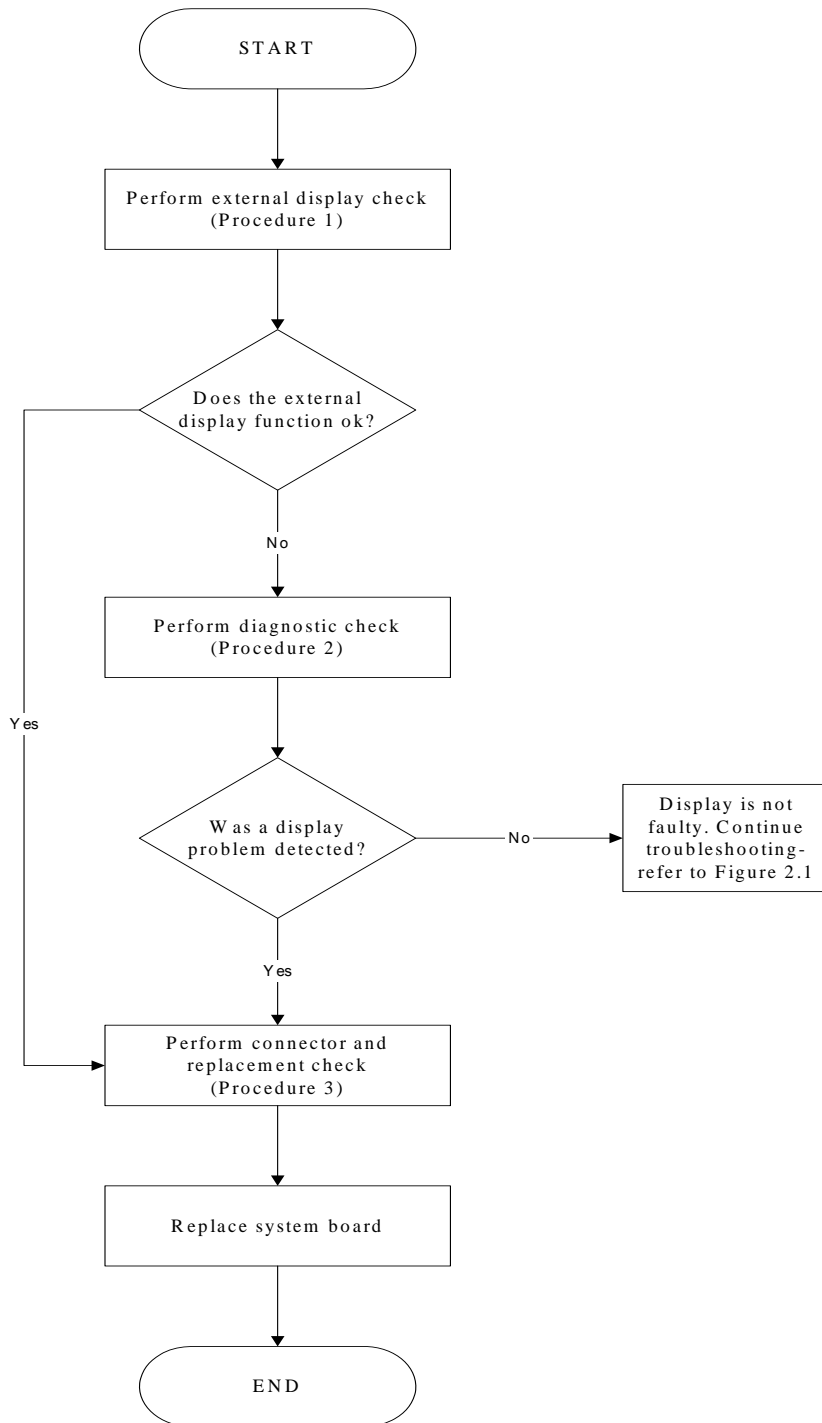 START
Perform external display check
(Procedure 1)
Does the external
display function ok?
No
Perform diagnostic check
(Procedure 2)
Yes
Was a display
problem detected?
No
Display is not
faulty. Continue
troubleshooting-
refer to Figure 2.1
Yes
Perform connector and
replacement check
(Procedure 3)
Replace system board
END